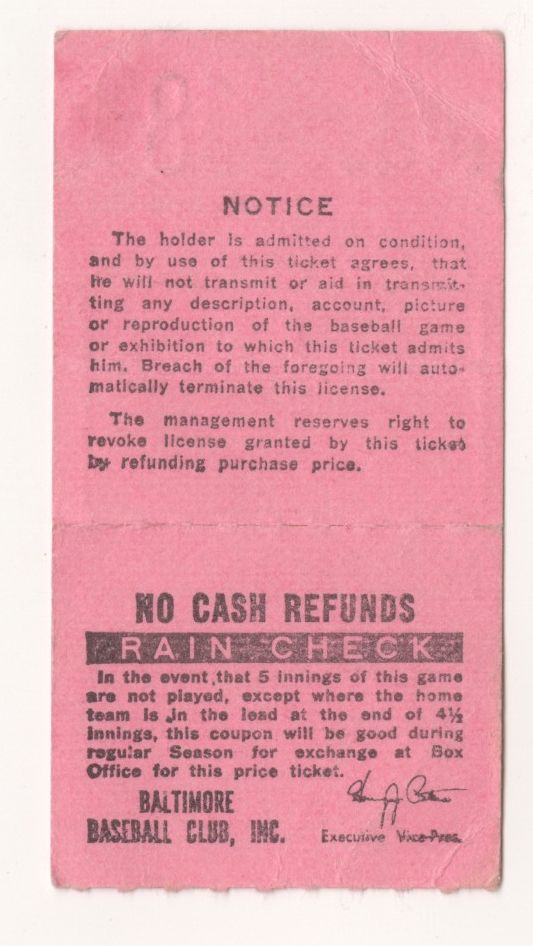 NOTICE
The holder is admitted on condition,
and by use of this ticket agrees, that
he will not transmit or aid in transmit-
ting any description, account, picture
or reproduction of the baseball game
or exhibition to which this ticket admits
him. Breach of the foregoing will auto-
matically terminate this license.
The management reserves right to
revoke license granted by this ticket
by refunding purchase price.
NO CASH REFUNDS
RAIN CHECK
In the event that 5 innings of this game
are not played, except where the home
team is in the lead at the end of 4½
innings, this coupon will be good during
regular Season for exchange at Box
Office for this price ticket.
BALTIMORE
BASEBALL CLUB, INC.
Executive Vice-Pres.